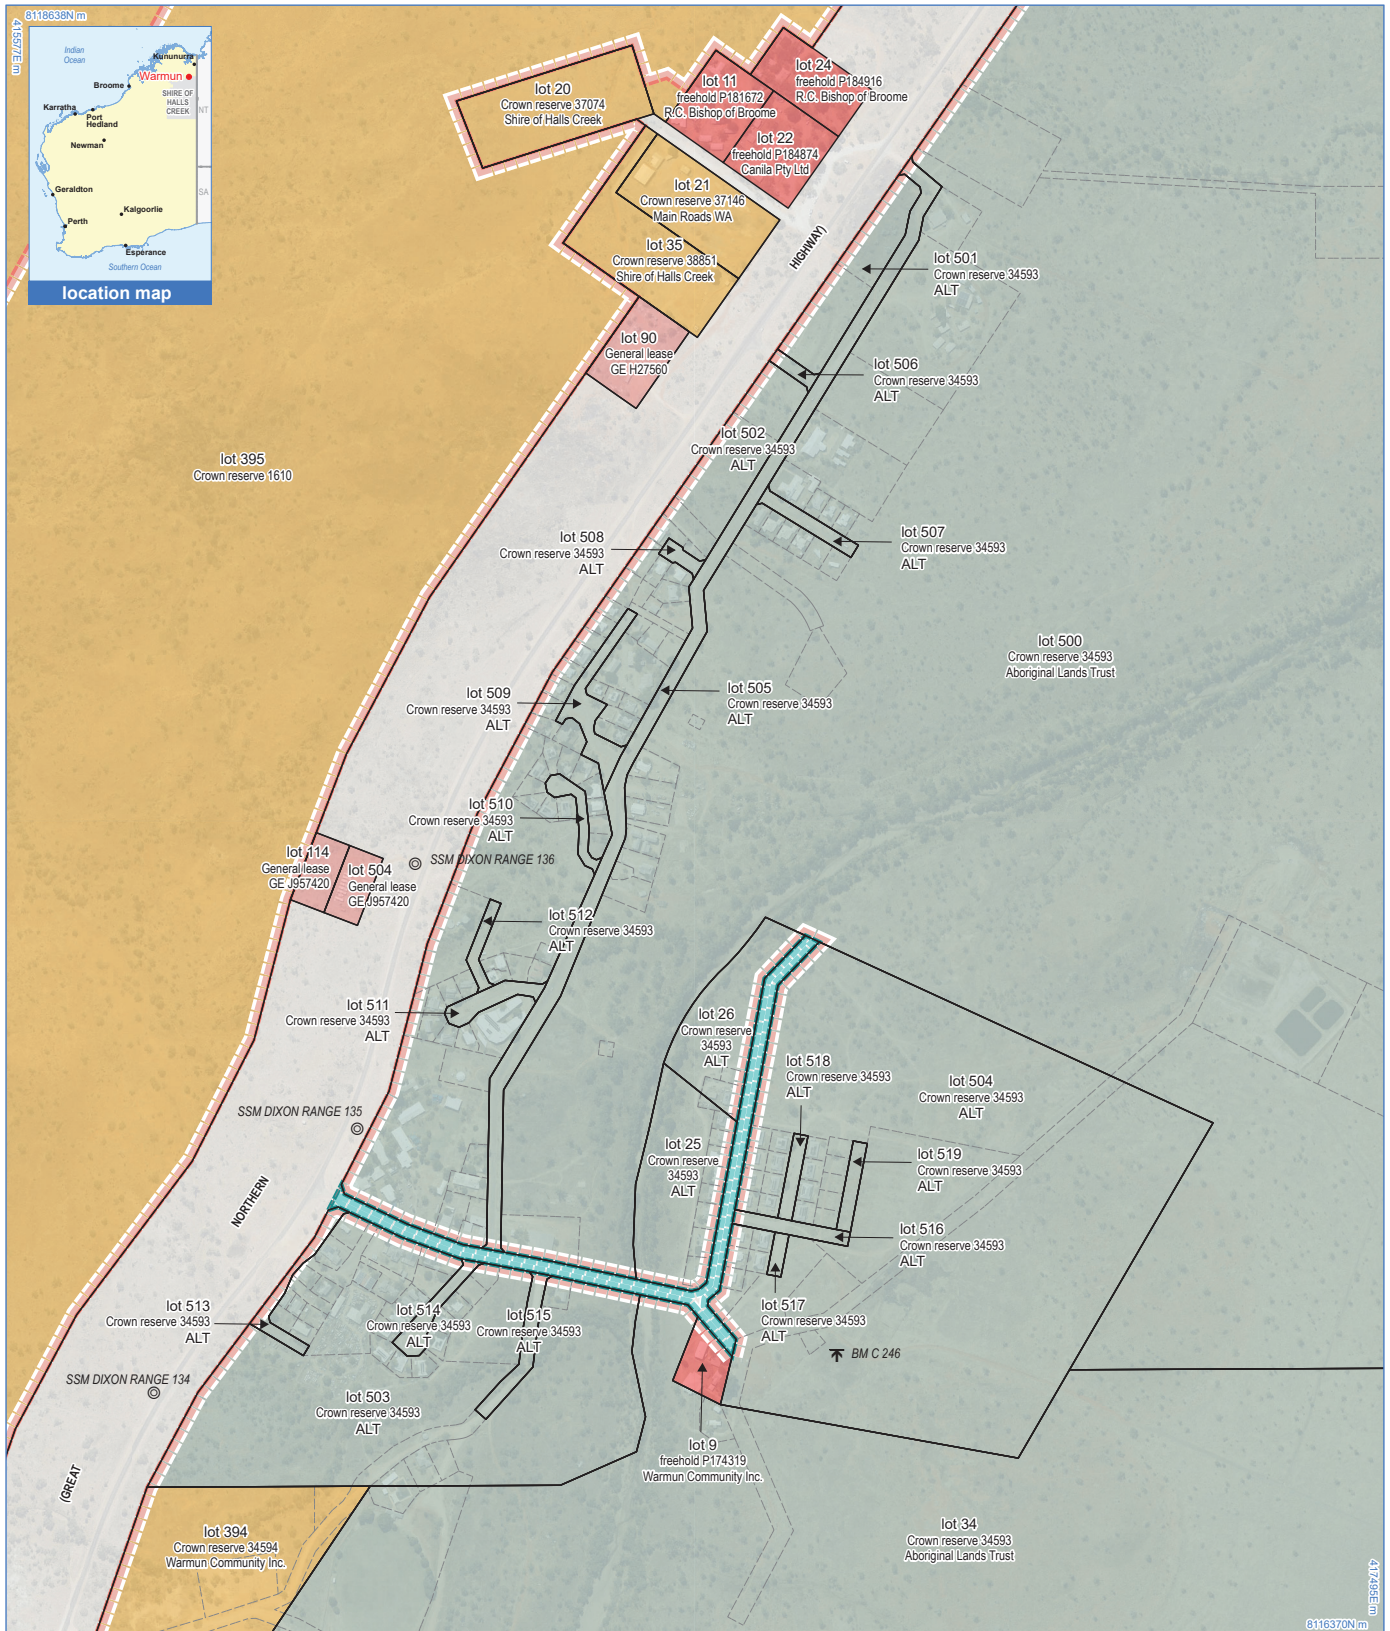 8118638N m
415577E m
Indian
Ocean
Kununurra
Warmun
Broome
SHIRE OF
HALLS
CREEK
NT
Karratha
Port
Hedland
Newman
SA
Geraldton
Kalgoorlie
Perth
Esperance
Southern Ocean
location map
lot 20
Crown reserve 37074
Shire of Halls Creek
lot 11
freehold P181672
R.C. Bishop of Broome
lot 24
freehold P184916
R.C. Bishop of Broome
lot 22
freehold P184874
Canila Pty Ltd
lot 21
Crown reserve 37146
Main Roads WA
lot 35
Crown reserve 38851
Shire of Halls Creek
HIGHWAY)
lot 501
Crown reserve 34593
ALT
lot 90
General lease
GE H27560
lot 506
Crown reserve 34593
ALT
lot 502
Crown reserve 34593
ALT
lot 395
Crown reserve 1610
lot 508
Crown reserve 34593
ALT
lot 507
Crown reserve 34593
ALT
lot 500
Crown reserve 34593
Aboriginal Lands Trust
lot 509
Crown reserve 34593
ALT
lot 505
Crown reserve 34593
ALT
lot 510
Crown reserve 34593
ALT
lot 114
General lease
GE J957420
lot 504
General lease
GE J957420
SSM DIXON RANGE 136
lot 512
Crown reserve 34593
ALT
lot 511
Crown reserve 34593
ALT
lot 26
Crown reserve
34593
ALT
lot 518
Crown reserve 34593
ALT
lot 504
Crown reserve 34593
ALT
SSM DIXON RANGE 135
lot 25
Crown reserve
34593
ALT
lot 519
Crown reserve 34593
ALT
NORTHERN
lot 516
Crown reserve 34593
ALT
lot 513
Crown reserve 34593
ALT
lot 514
Crown reserve 34593
ALT
lot 515
Crown reserve 34593
ALT
lot 517
Crown reserve 34593
ALT
BM C 246
SSM DIXON RANGE 134
lot 503
Crown reserve 34593
ALT
lot 9
freehold P174319
Warmun Community Inc.
(GREAT
lot 394
Crown reserve 34594
Warmun Community Inc.
lot 34
Crown reserve 34593
Aboriginal Lands Trust
417495E m
8116370N m